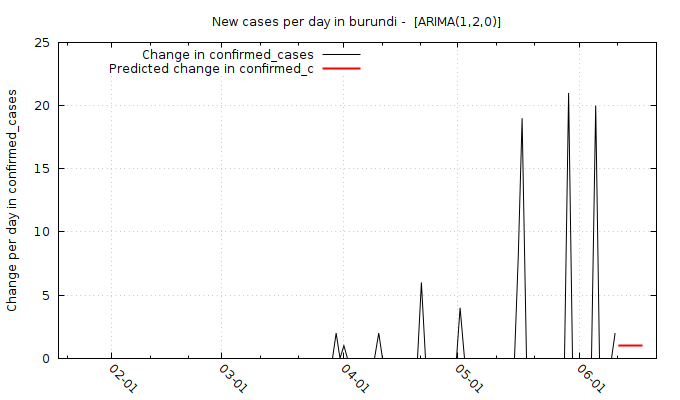 New cases per day in burundi -  [ARIMA(1,2,0)]
Change in confirmed_cases
Predicted change in confirmed_c
Change per day in confirmed_cases
25
20
15
10
5
0
02-01
03-01
04-01
05-01
06-01